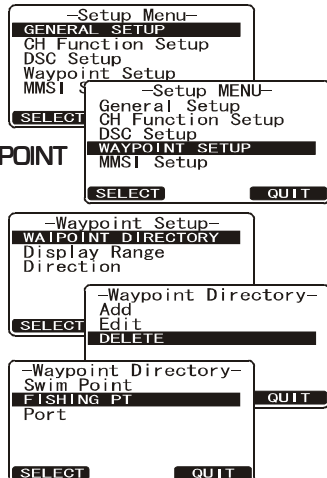 -Setup Menu-
GENERAL SETUP
CH Function Setup
DSC Setup
Waypoint Setup
MMSI S
SELECT
-Setup MENU-
General Setup
CH Function Setup
DSC Setup
WAYPOINT SETUP
MMSI Setup
SELECT QUIT
POINT
-Waypoint Setup-
WAIPOINT DIRECTORY
Display Range
Direction
SELECT
-Waypoint Directory-
Add
Edit
DELETE
QUIT
-Waypoint Directory-
Swim Point
FISHING PT
Port
SELECT QUIT